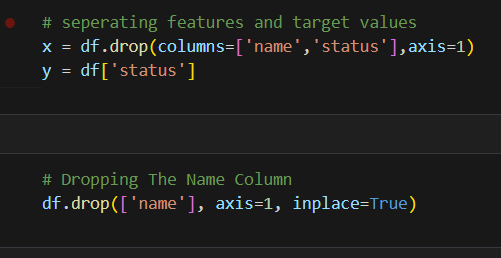 # seperating features and target values
x = df.drop(columns=['name','status'],axis=1)
y = df['status']
# Dropping The Name Column
df.drop(['name'], axis=1, inplace=True)